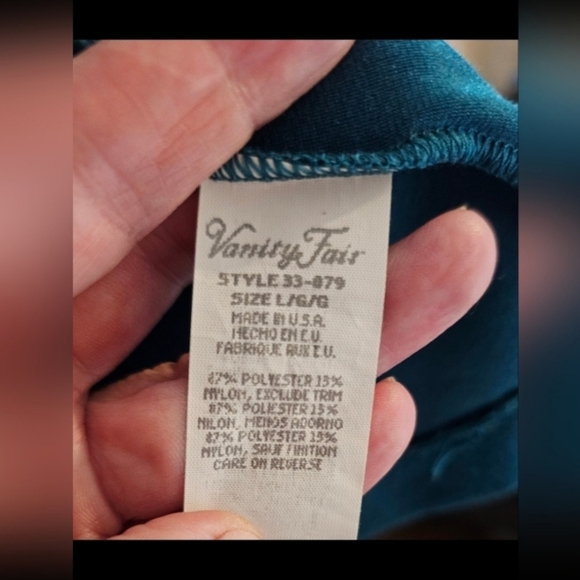 Vanity Fair
STYLE 33-079
SIZE L/G/G
MADE IN U.S.A.
HECHO EN E.U.
FABRIQUE AUX E.U.
87% POLYESTER 13%
NYLON, EXCLUDE TRIM
87% POLIESTER 13%
NILON, MENOS ADORNO
87% POLYESTER 13%
NYLON, SAUF FINITION
CARE ON REVERSE